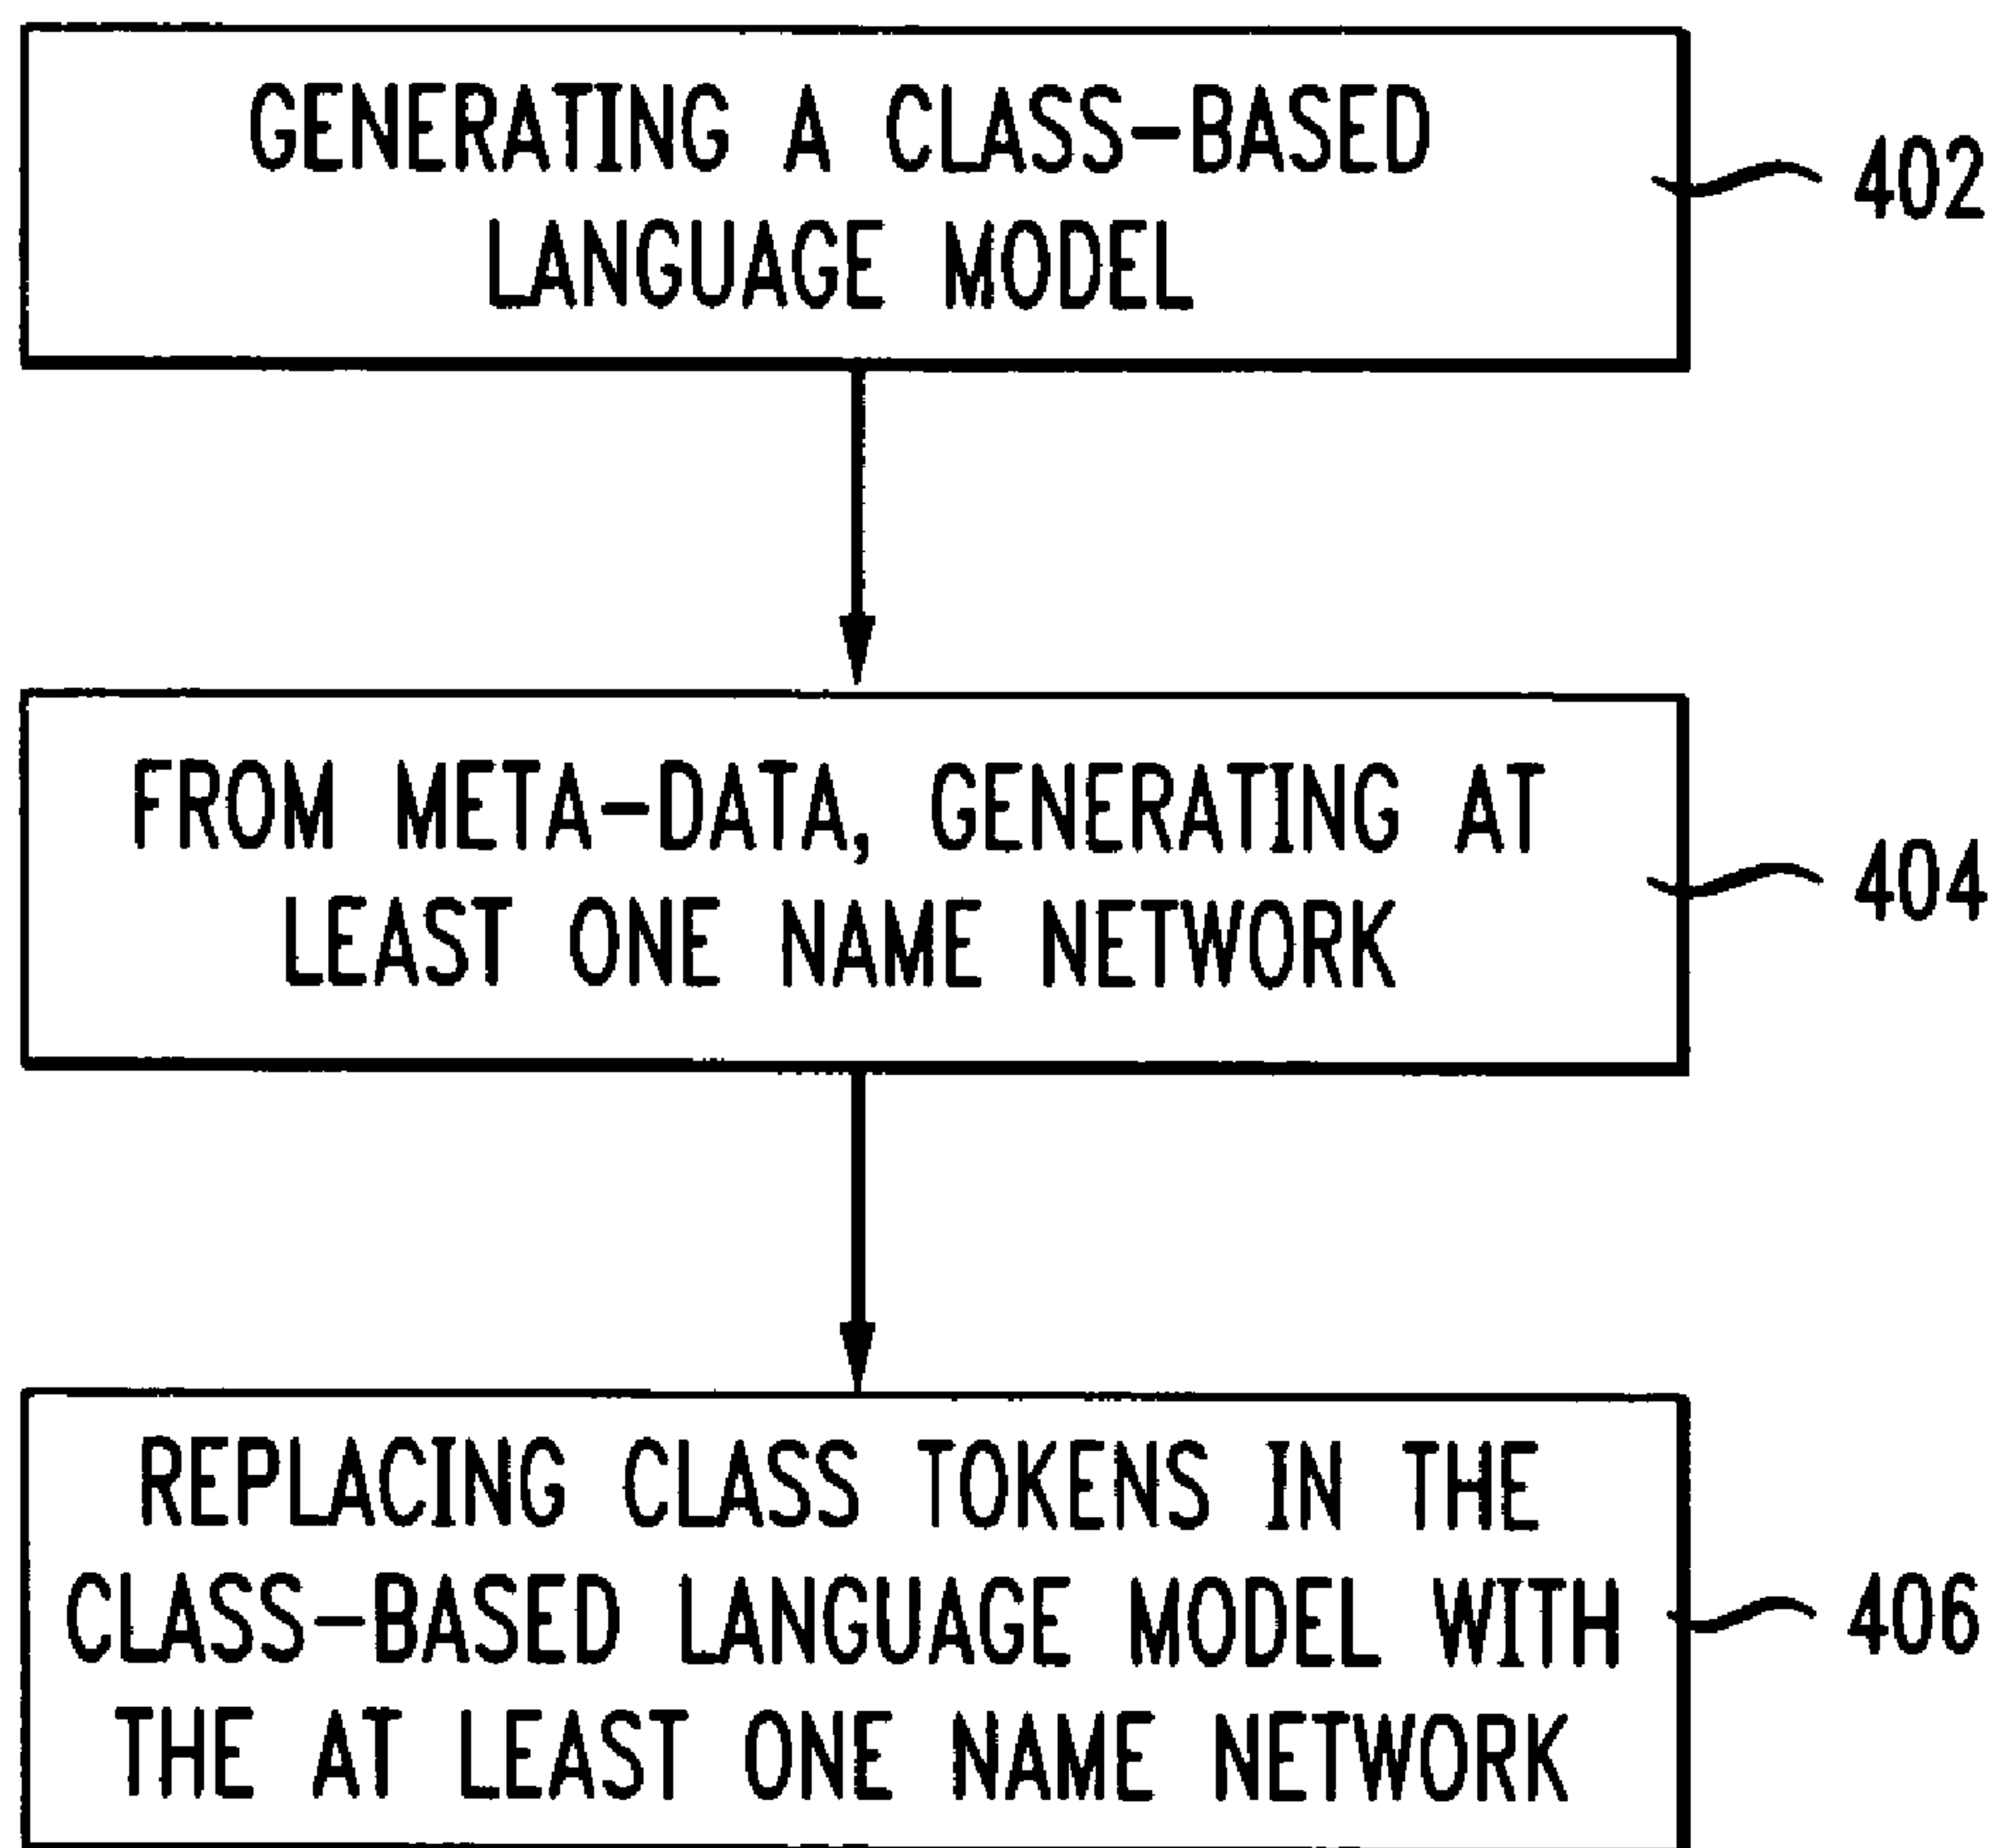 GENERATING A CLASS-BASED
LANGUAGE MODEL
402
FROM META-DATA, GENERATING AT
LEAST ONE NAME NETWORK
404
REPLACING CLASS TOKENS IN THE
CLASS-BASED LANGUAGE MODEL WITH
THE AT LEAST ONE NAME NETWORK
406